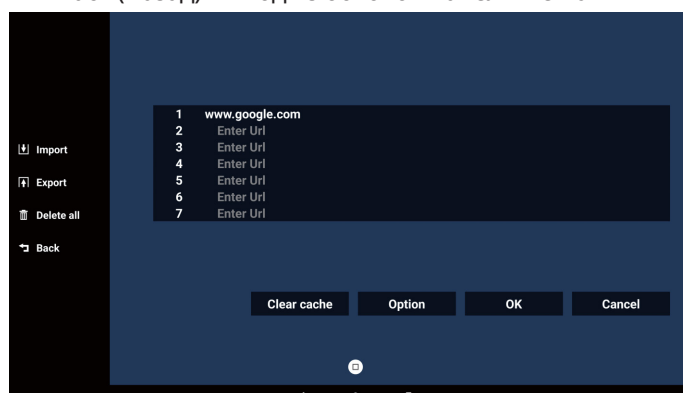 Import
Export
Delete all
Back
1 www.google.com
2 Enter Url
3 Enter Url
4 Enter Url
5 Enter Url
6 Enter Url
7 Enter Url
Clear cache Option OK Cancel